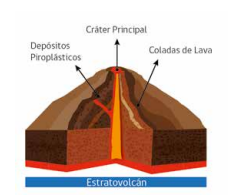 Cráter Principal
Depósitos
Piroplásticos
Coladas de Lava
Estratovolcán